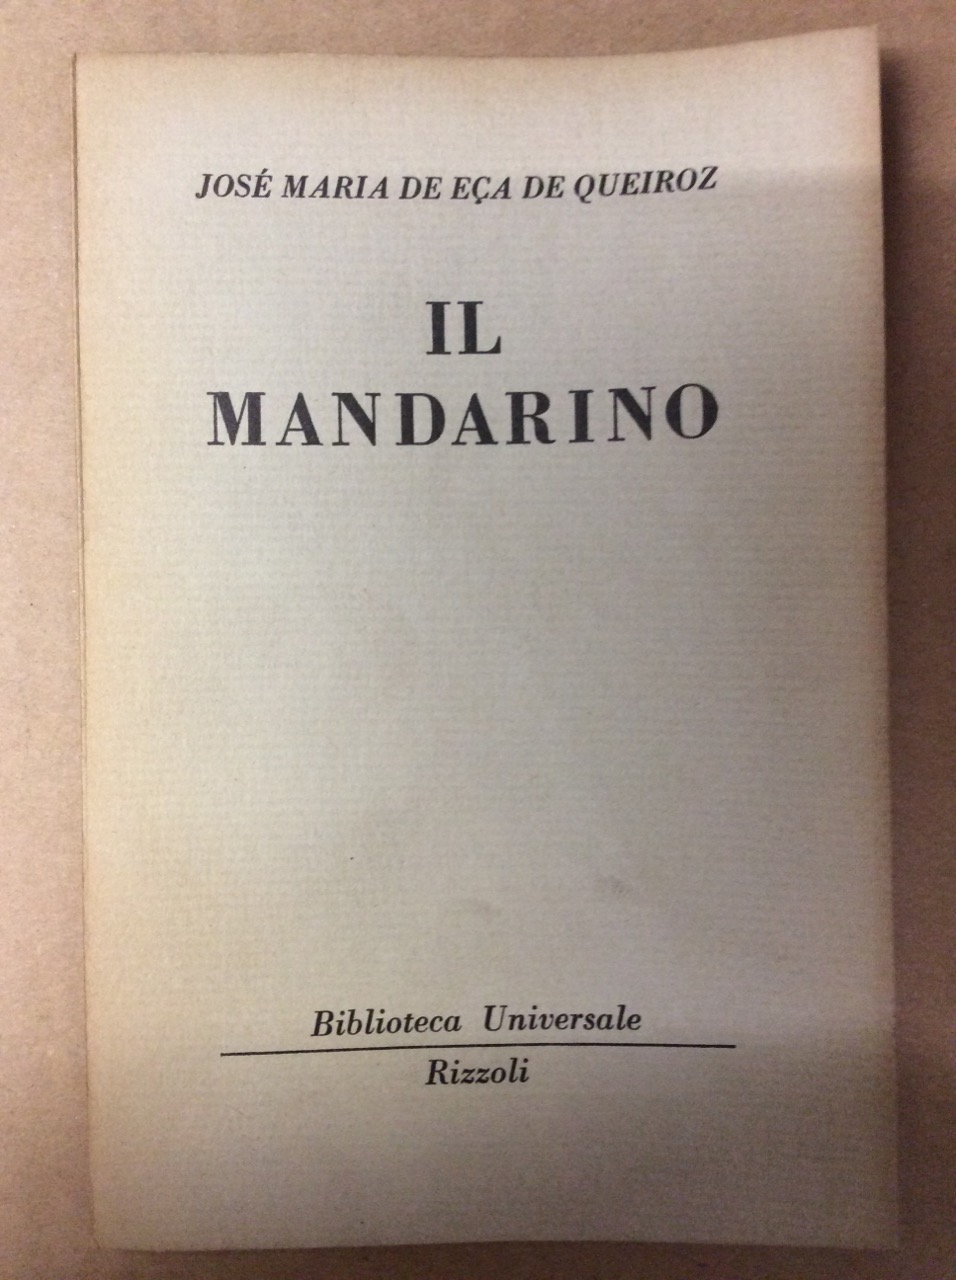 JOSÉ MARIA DE EÇA DE QUEIROZ
IL
MANDARINO
Biblioteca Universale
Rizzoli